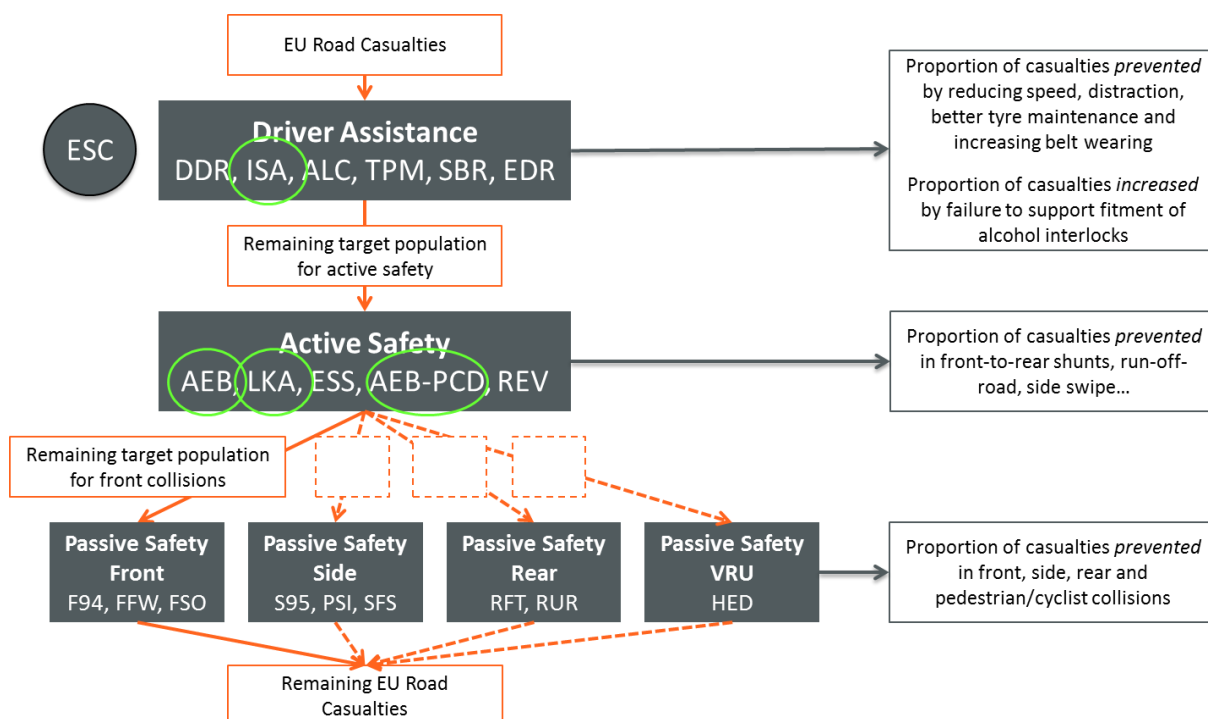 EU Road Casualties
ESC
Driver Assistance
DDR, ISA, ALC, TPM, SBR, EDR
Proportion of casualties prevented
by reducing speed, distraction,
better tyre maintenance and
increasing belt wearing
Proportion of casualties increased
by failure to support fitment of
alcohol interlocks
Remaining target population
for active safety
Active Safety
AEB, LKA, ESS, AEB-PCD, REV
Proportion of casualties prevented
in front-to-rear shunts, run-off-
road, side swipe…
Remaining target population
for front collisions
Passive Safety
Front
F94, FFW, FSO
Passive Safety
Side
S95, PSI, SFS
Passive Safety
Rear
RFT, RUR
Passive Safety
VRU
HED
Proportion of casualties prevented
in front, side, rear and
pedestrian/cyclist collisions
Remaining EU Road
Casualties